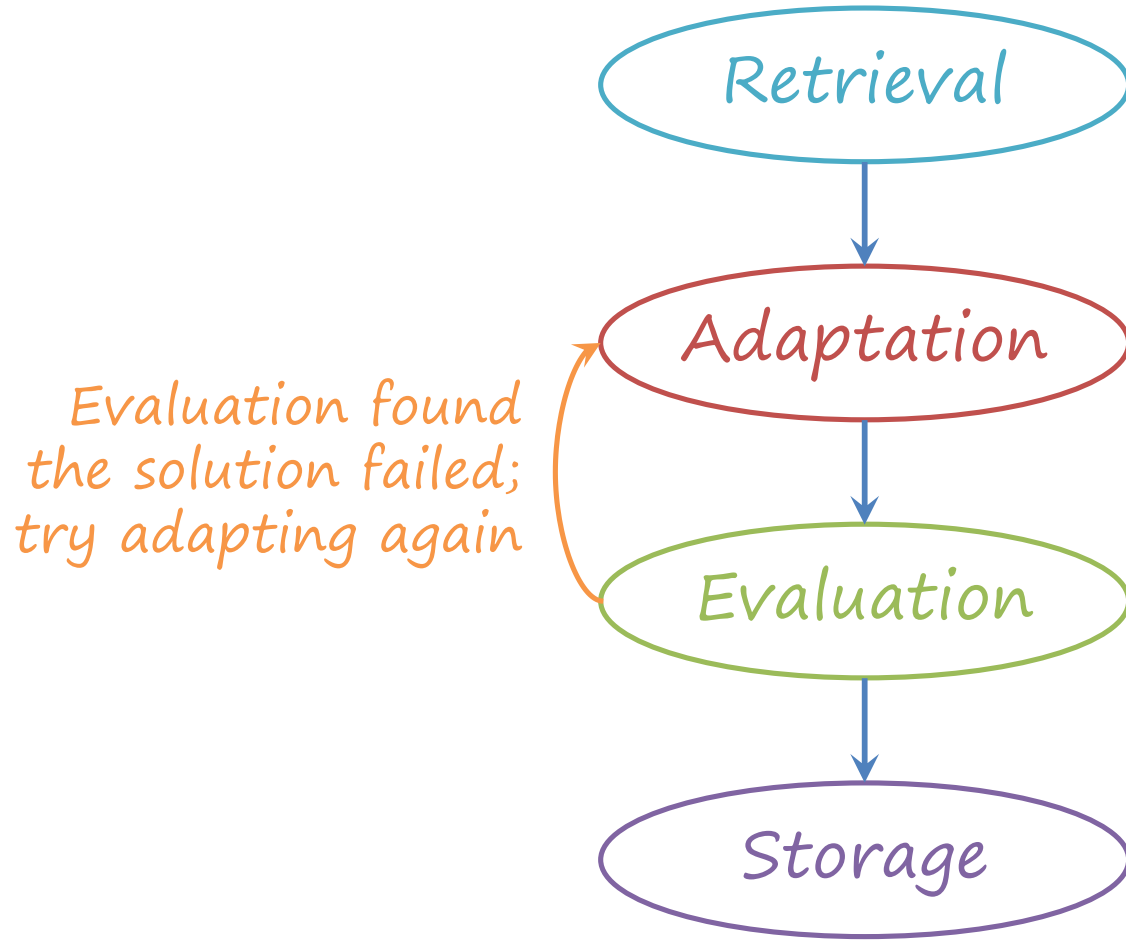 Retrieval
Adaptation
Evaluation found
the solution failed;
try adapting again
Evaluation
Storage